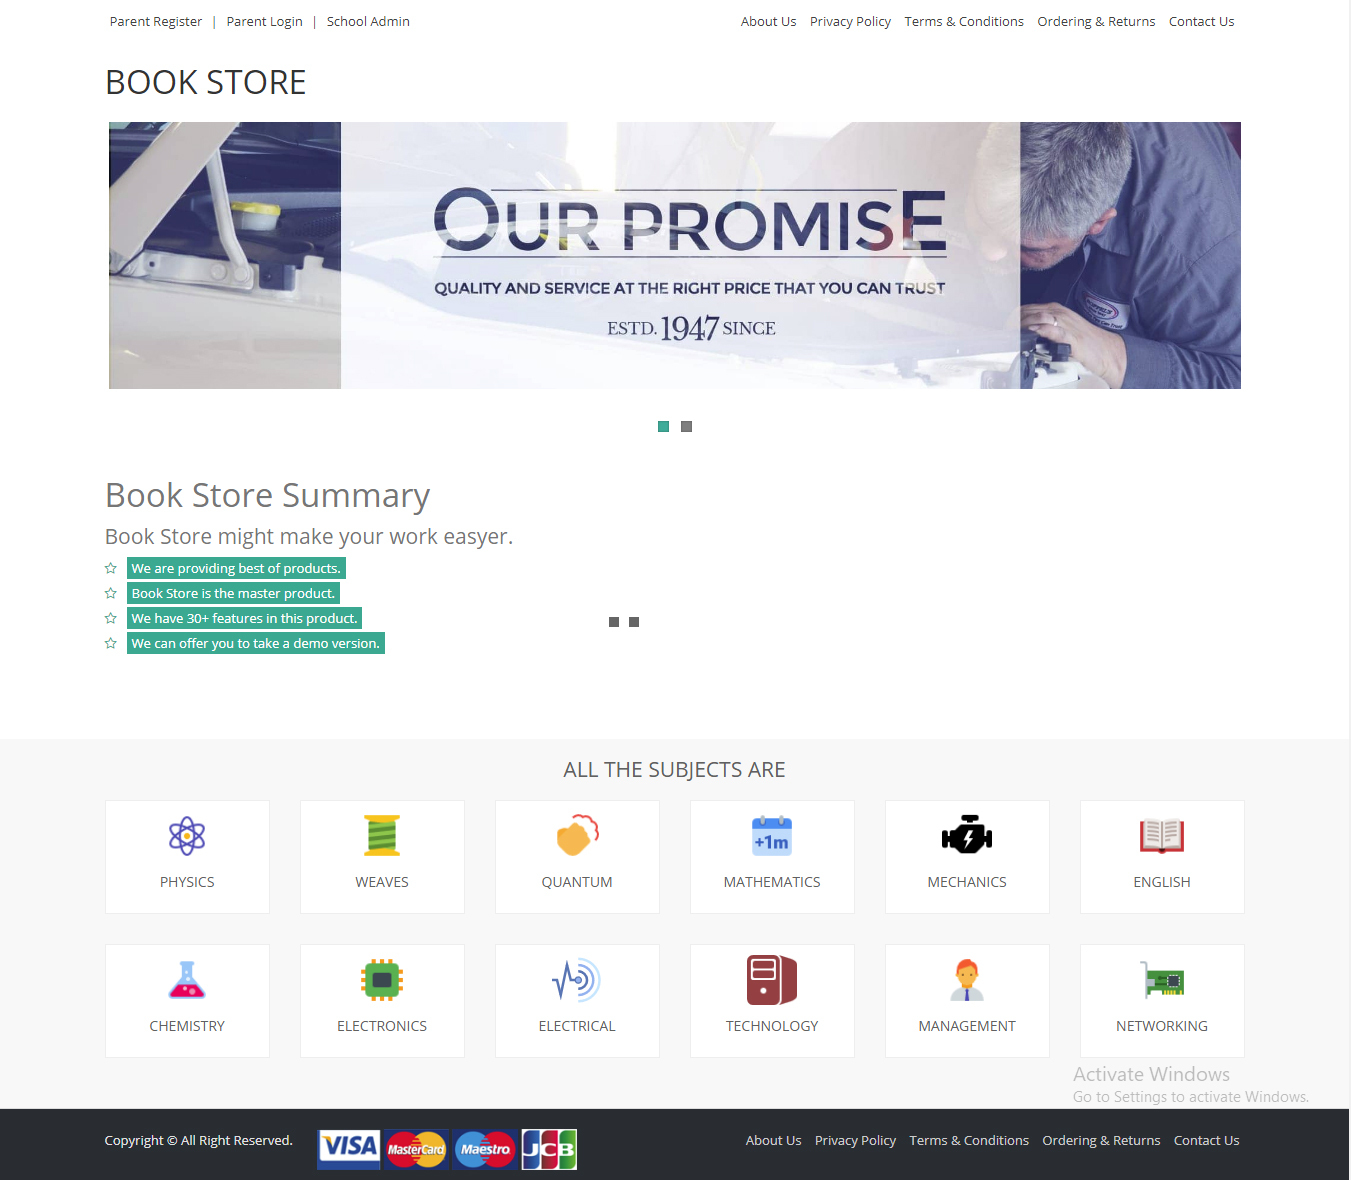 Parent Register | Parent Login | School Admin About Us Privacy Policy Terms & Conditions Ordering & Returns Contact Us
BOOK STORE
OUR PROMISE
QUALITY AND SERVICE AT THE RIGHT PRICE THAT YOU CAN TRUST
ESTD. 1947 SINCE
Book Store Summary
Book Store might make your work easyer.
We are providing best of products.
Book Store is the master product.
We have 30+ features in this product.
We can offer you to take a demo version.
ALL THE SUBJECTS ARE
+1m
PHYSICS WEAVES QUANTUM MATHEMATICS MECHANICS ENGLISH
CHEMISTRY ELECTRONICS ELECTRICAL TECHNOLOGY MANAGEMENT NETWORKING
Activate Windows
Go to Settings to activate Windows.
Copyright © All Right Reserved. VISA MasterCard Maestro JCB About Us Privacy Policy Terms & Conditions Ordering & Returns Contact Us